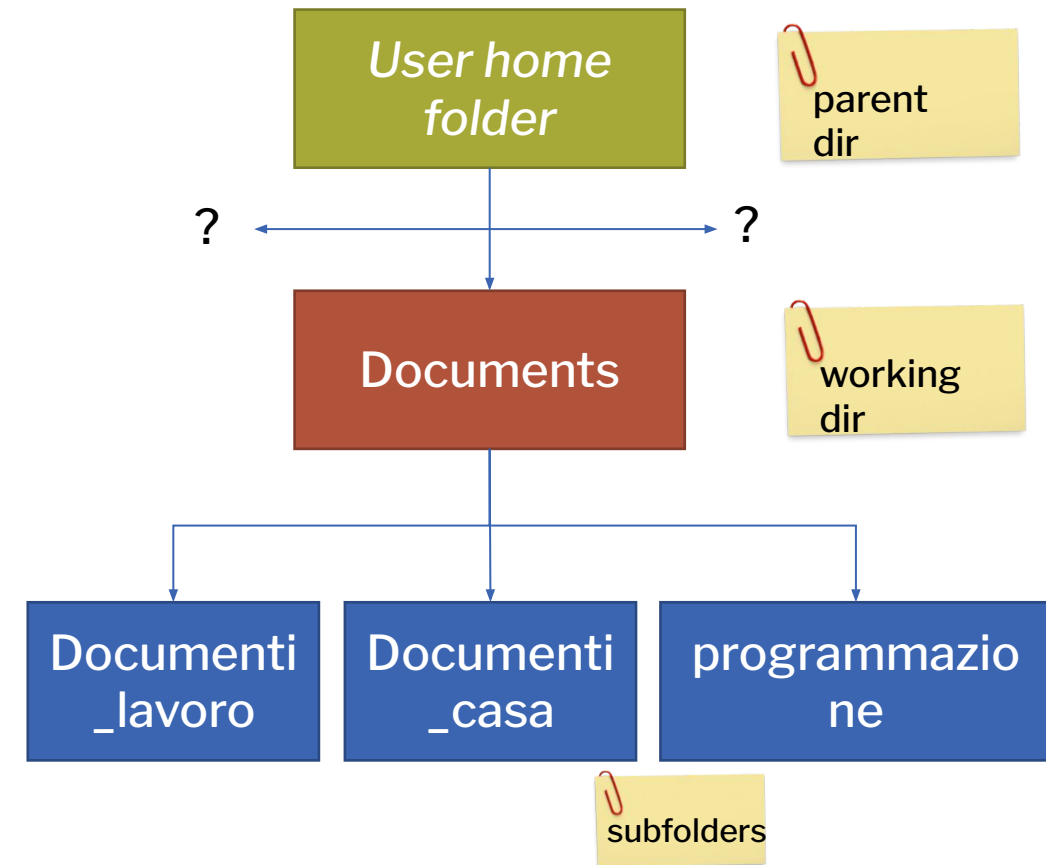 User home
folder
parent
dir
?
?
Documents
working
dir
Documenti
_lavoro
Documenti
_casa
programmazio
ne
subfolders